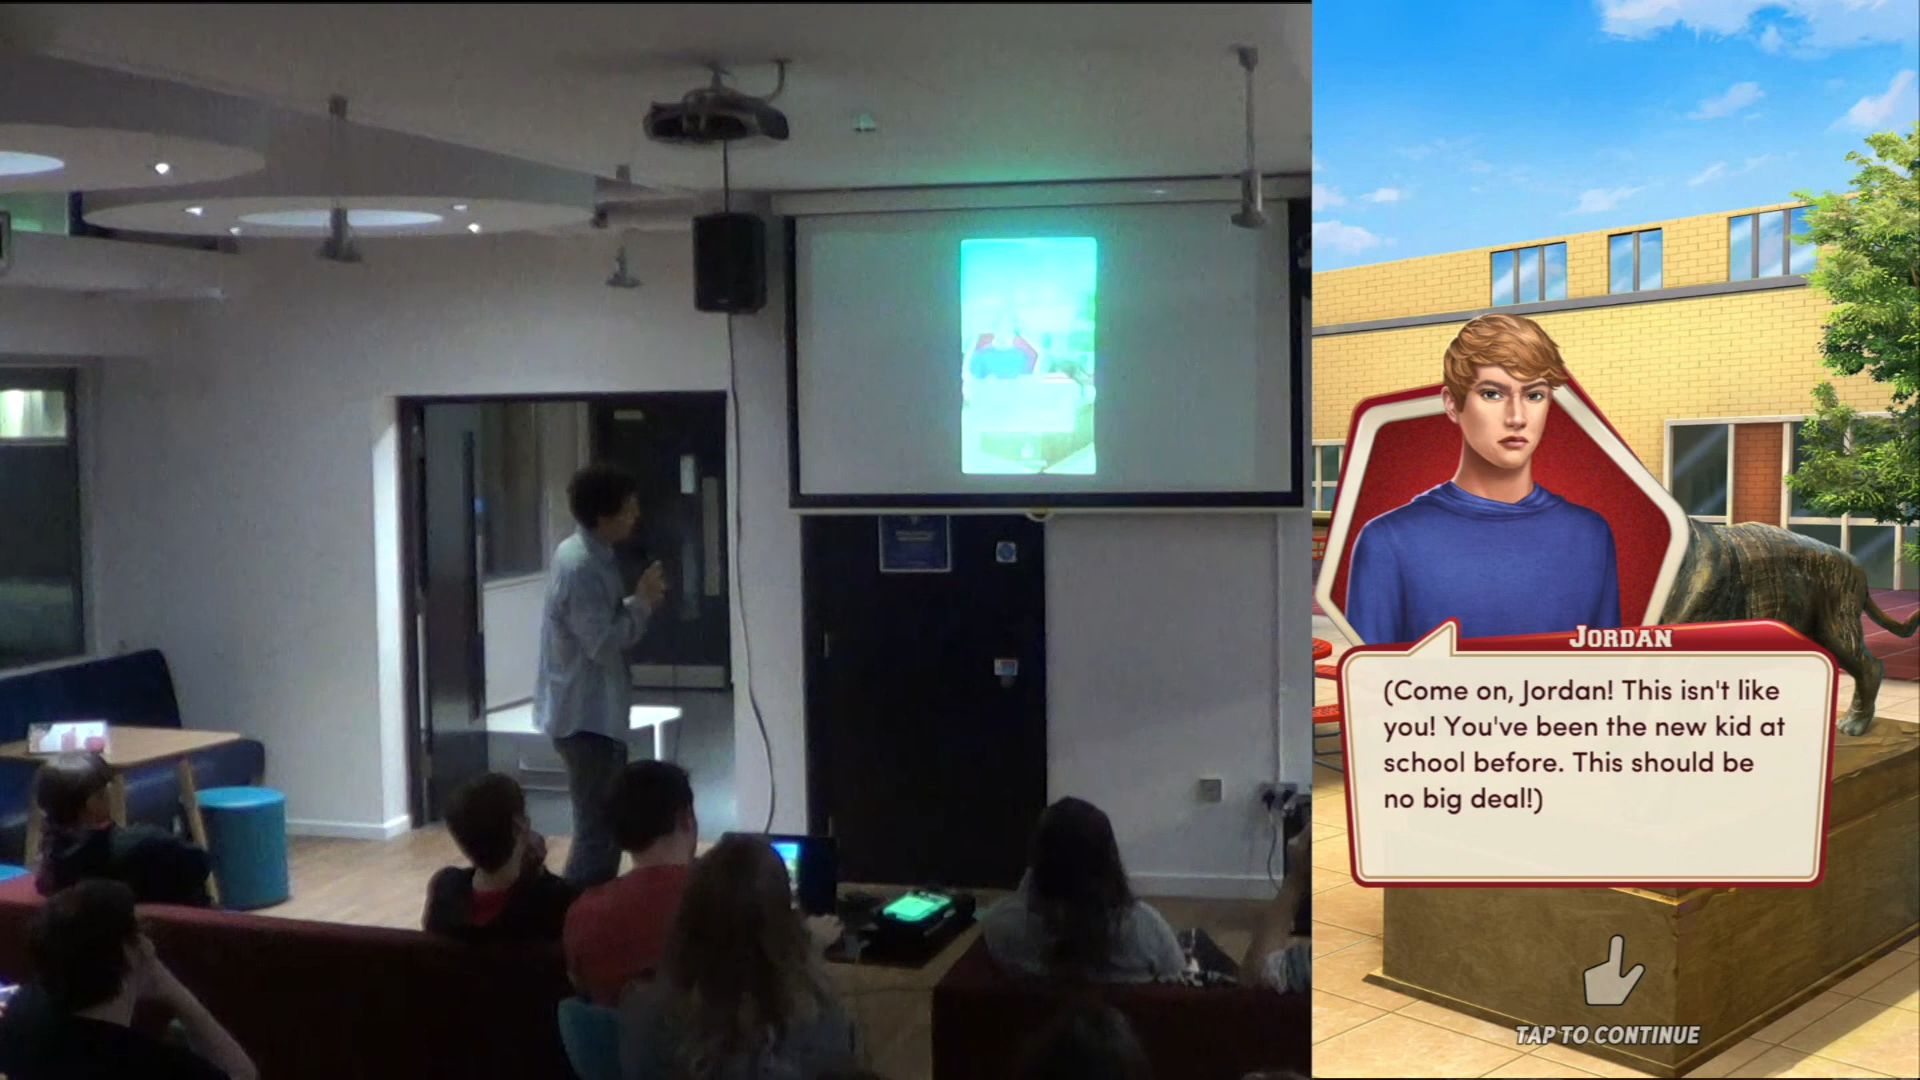 JORDAN
(Come on, Jordan! This isn't like
you! You've been the new kid at
school before. This should be
no big deal!)
TAP TO CONTINUE